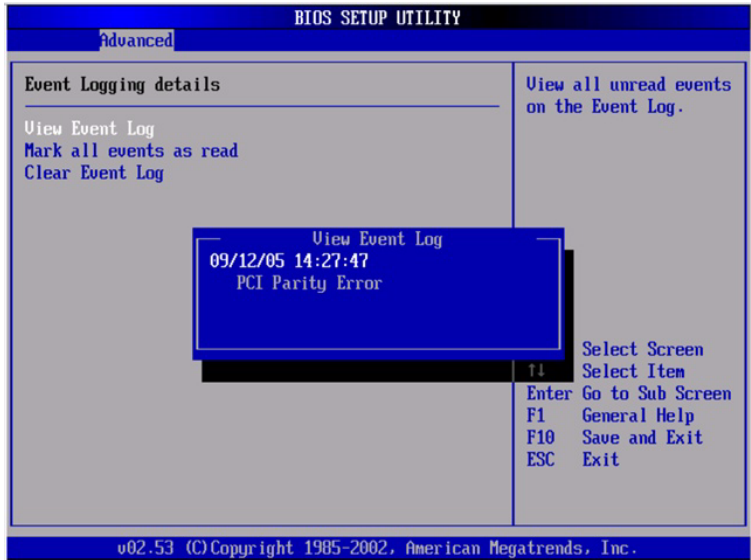 BIOS SETUP UTILITY
Advanced
Event Logging details
View Event Log
Mark all events as read
Clear Event Log
View all unread events
on the Event Log.
View Event Log
09/12/05 14:27:47
PCI Parity Error
Select Screen
↑↓ Select Item
Enter Go to Sub Screen
F1 General Help
F10 Save and Exit
ESC Exit
v02.53 (C)Copyright 1985-2002, American Megatrends, Inc.